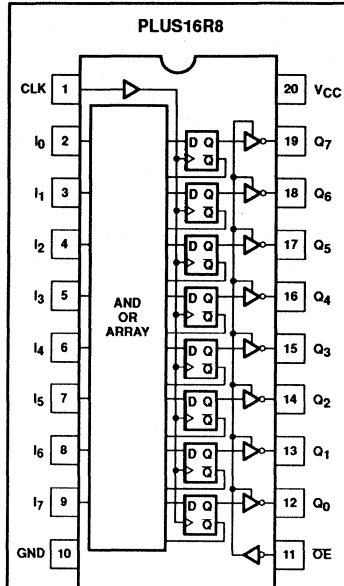 PLUS16R8
CLK 1 20 VCC
I0 2 D Q Q̅ 19 Q7
I1 3 D Q Q̅ 18 Q6
I2 4 D Q Q̅ 17 Q5
I3 5 D Q Q̅ 16 Q4
AND
OR
ARRAY
I4 6 D Q Q̅ 15 Q3
I5 7 D Q Q̅ 14 Q2
I6 8 D Q Q̅ 13 Q1
I7 9 D Q Q̅ 12 Q0
GND 10 11 O̅E̅